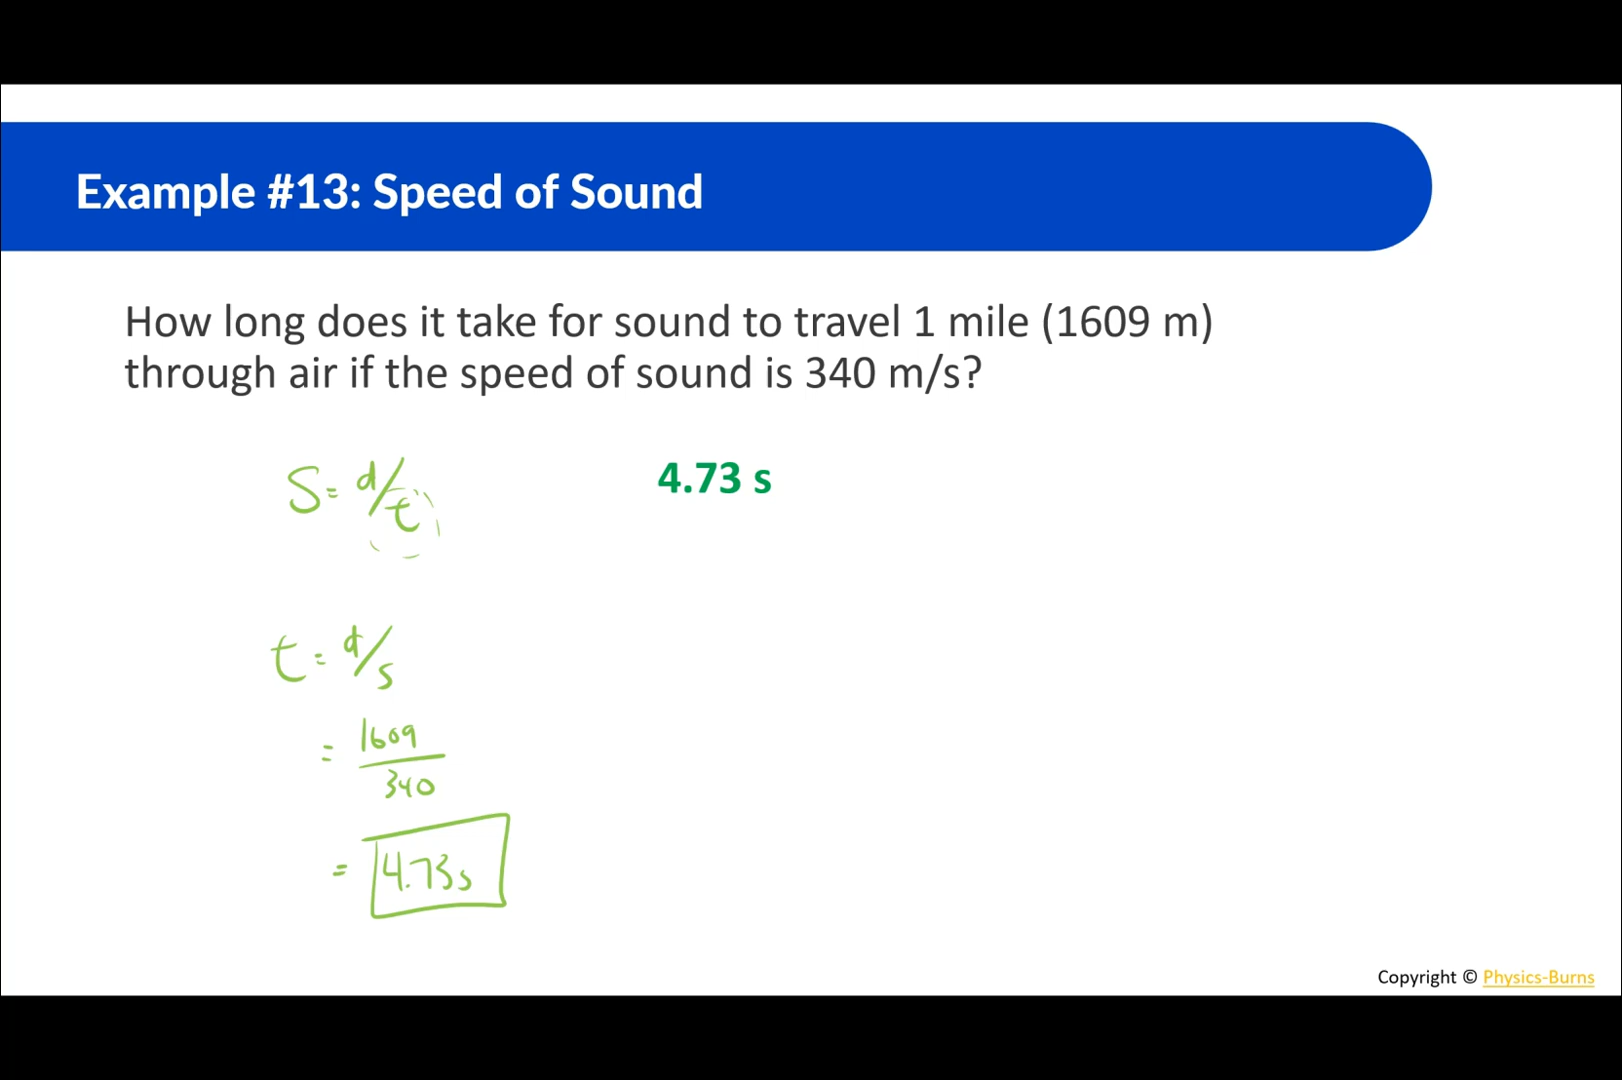 Example #13: Speed of Sound
How long does it take for sound to travel 1 mile (1609 m)
through air if the speed of sound is 340 m/s?
S = d/t
4.73 s
t = d/s
= 1609/340
= 4.73 s
Copyright © Physics-Burns